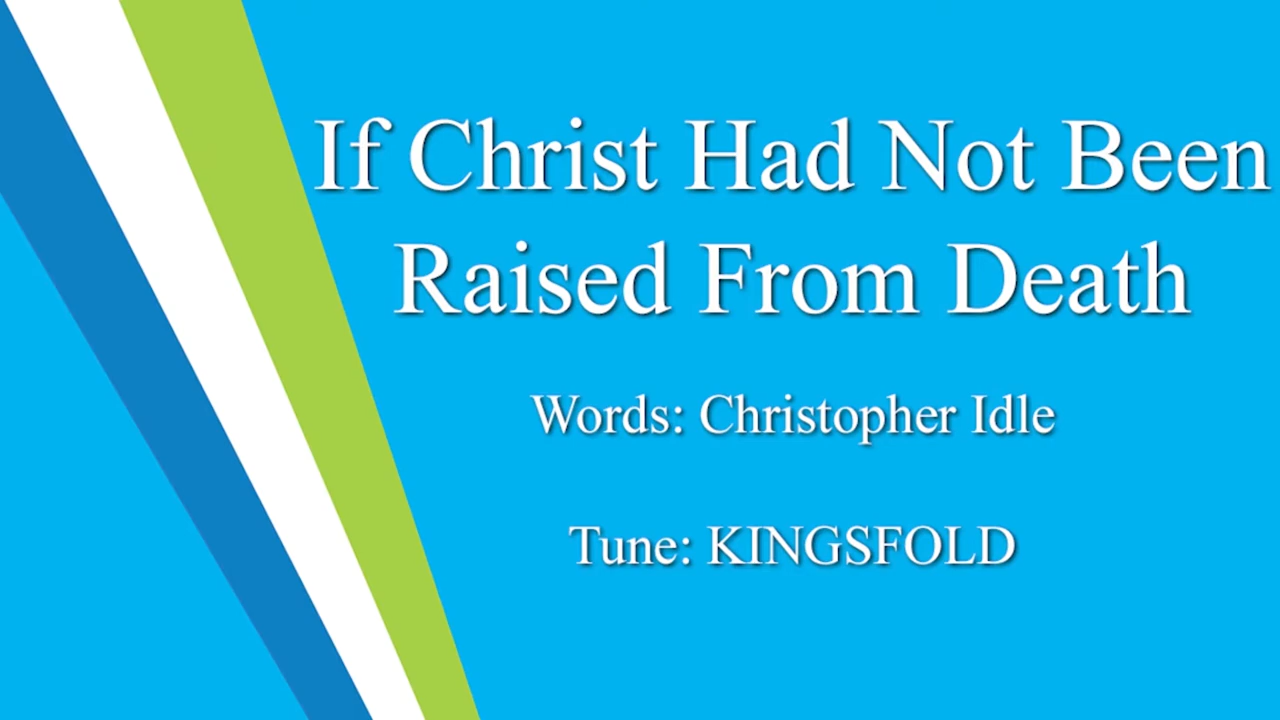 If Christ Had Not Been
Raised From Death
Words: Christopher Idle
Tune: KINGSFOLD